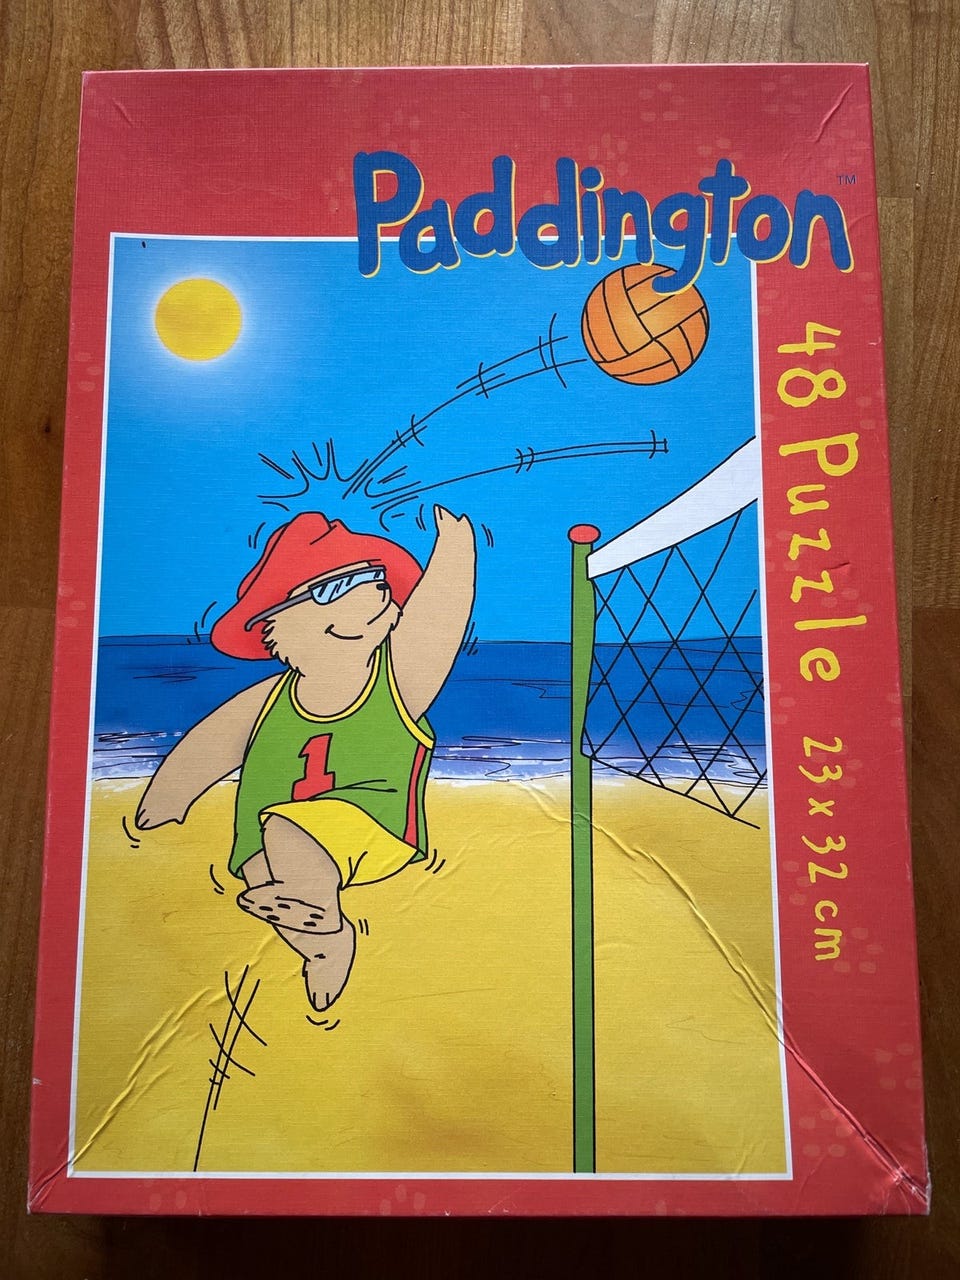 Paddington™
48 Puzzle 23 x 32 cm
1